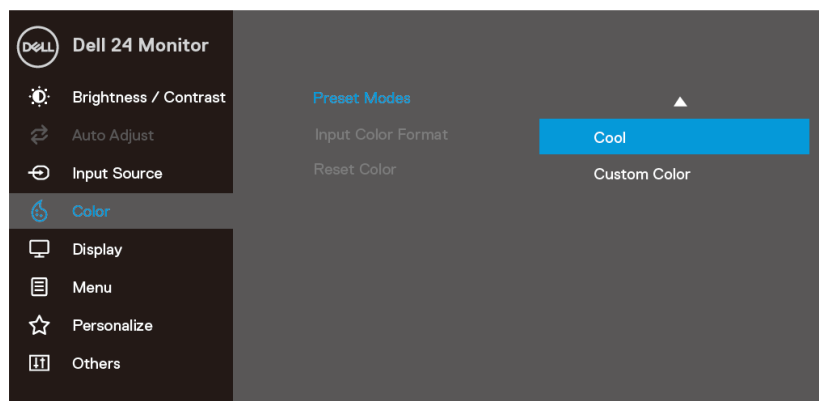 DELL Dell 24 Monitor
Brightness / Contrast
Auto Adjust
Input Source
Color
Display
Menu
Personalize
Others
Preset Modes
Input Color Format
Reset Color
Cool
Custom Color